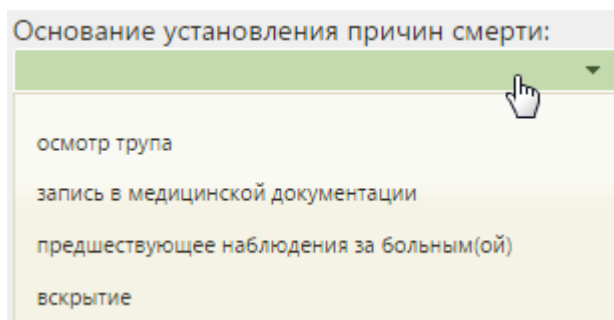 Основание установления причин смерти:
осмотр трупа
запись в медицинской документации
предшествующее наблюдения за больным(ой)
вскрытие